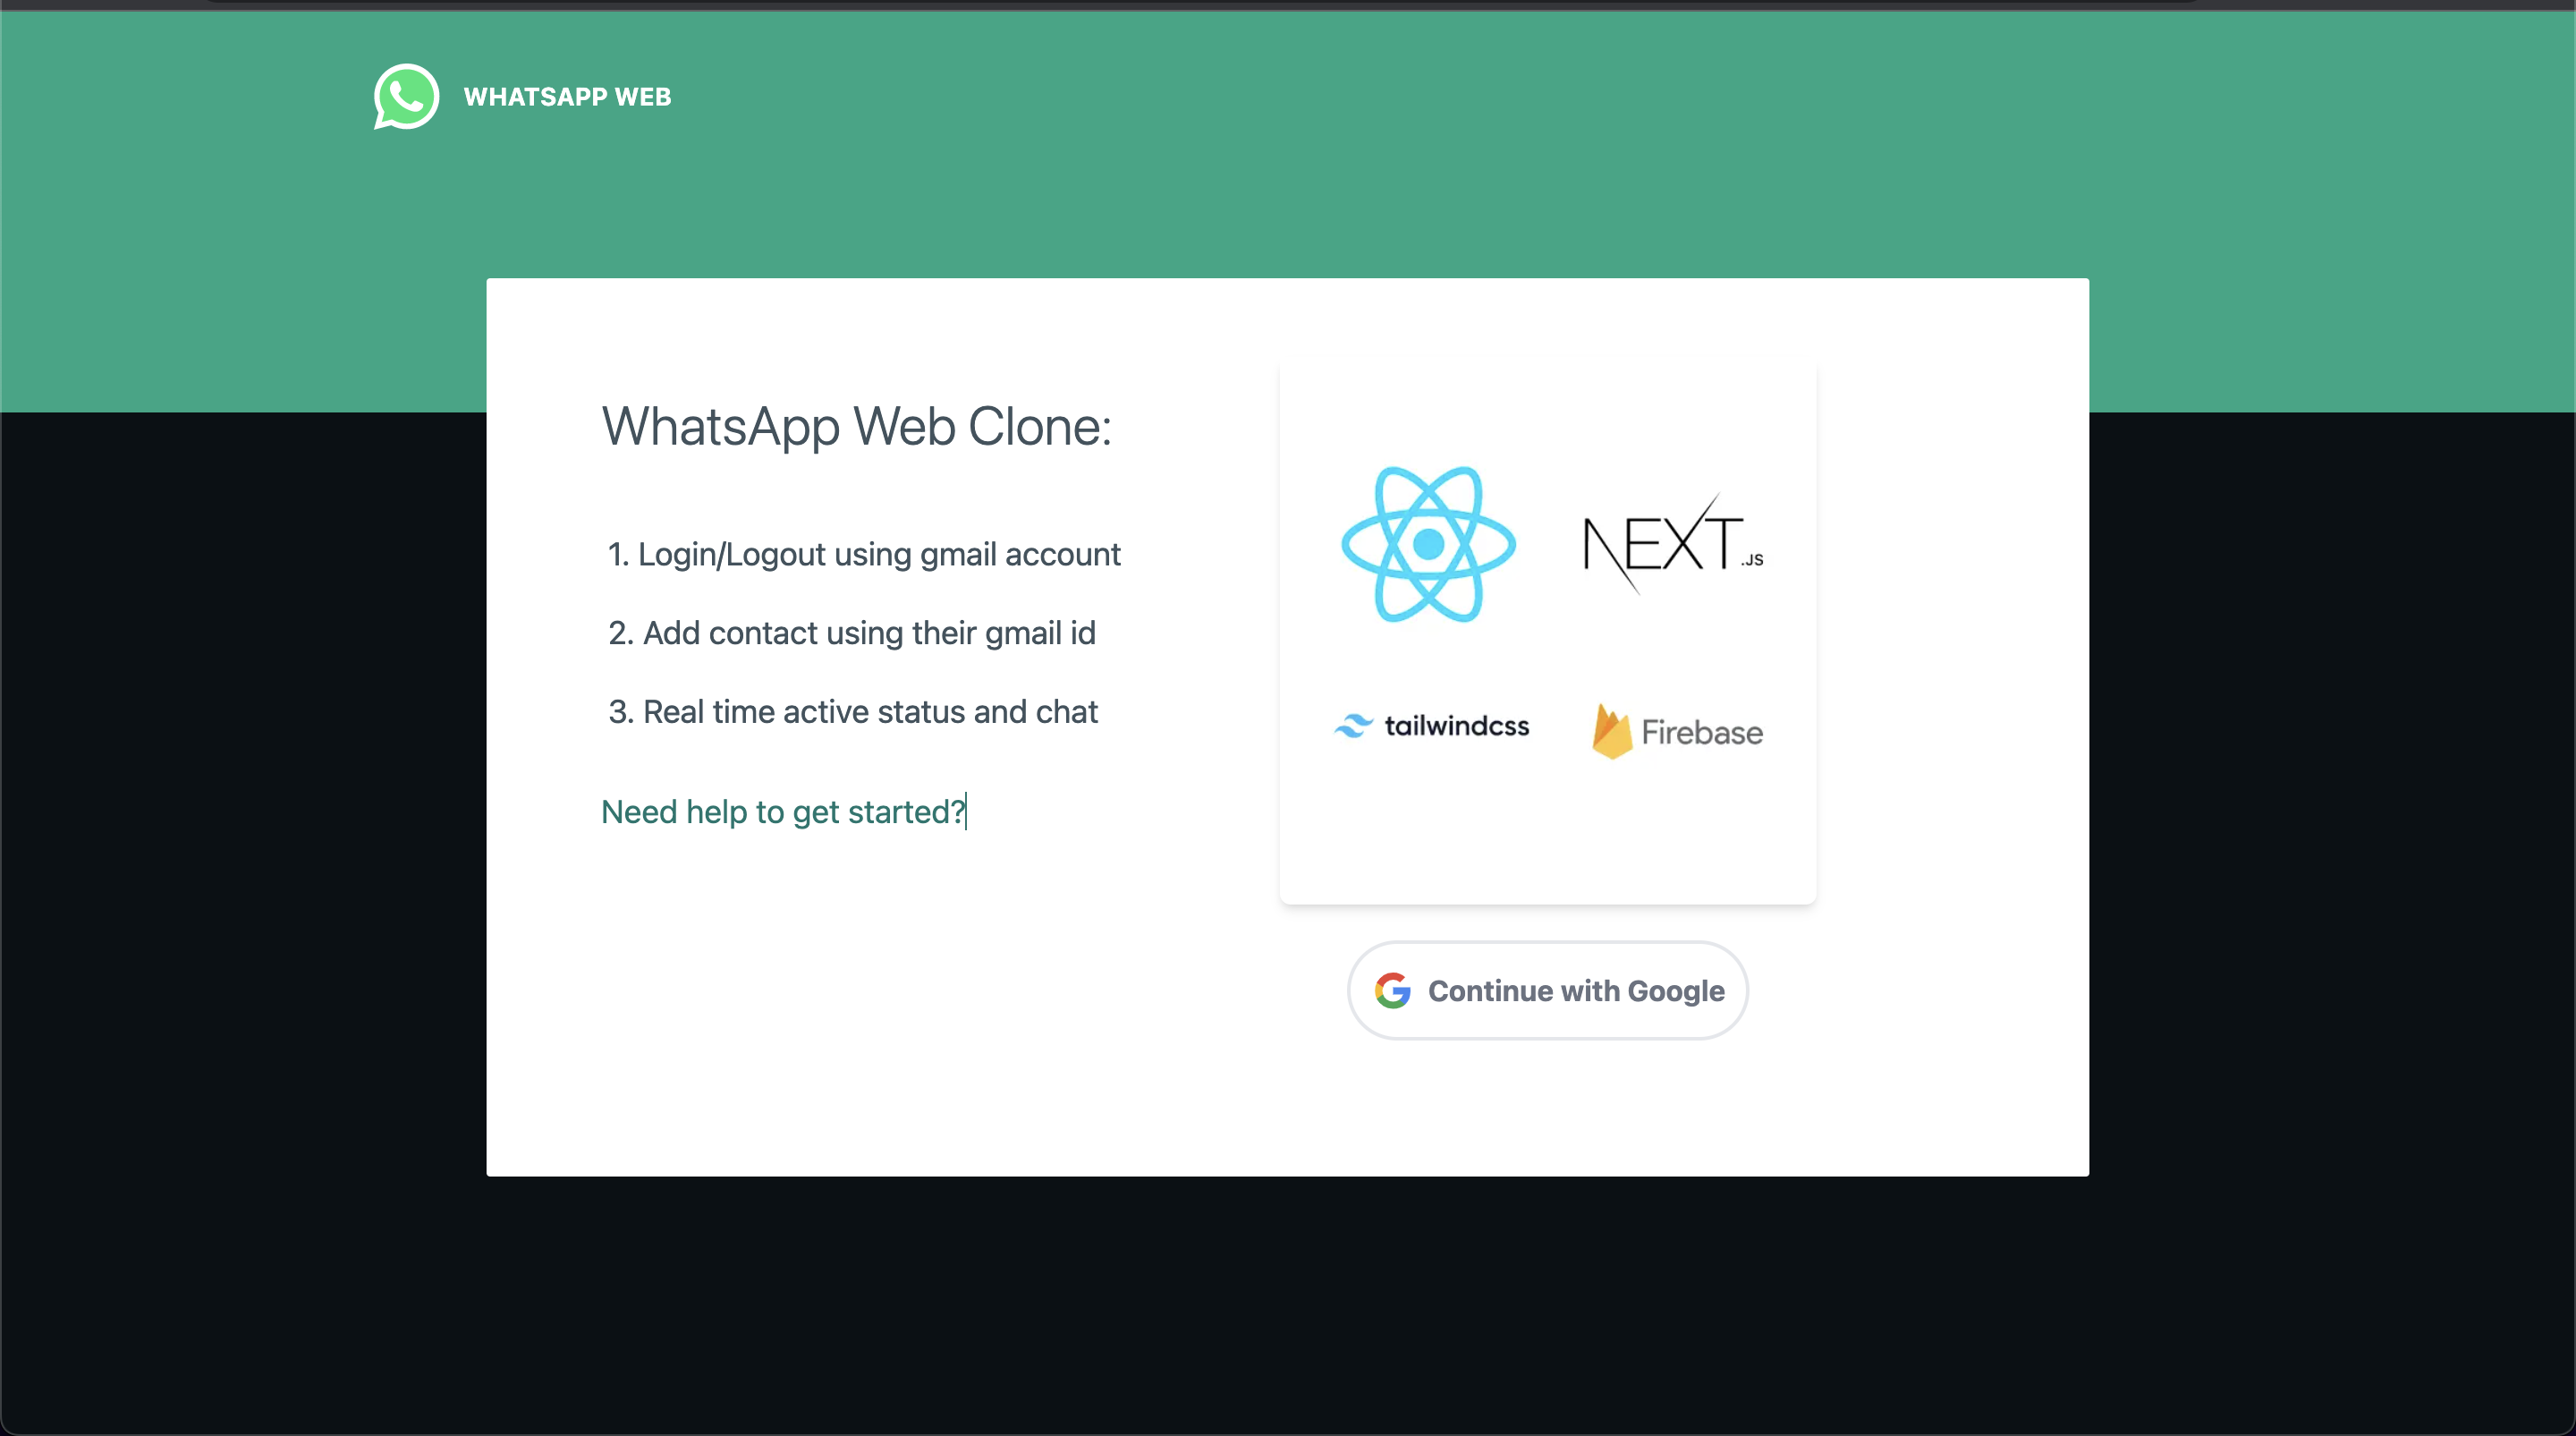 WHATSAPP WEB
WhatsApp Web Clone:
1. Login/Logout using gmail account
2. Add contact using their gmail id
3. Real time active status and chat
Need help to get started?
NEXT.JS
tailwindcss
Firebase
Continue with Google